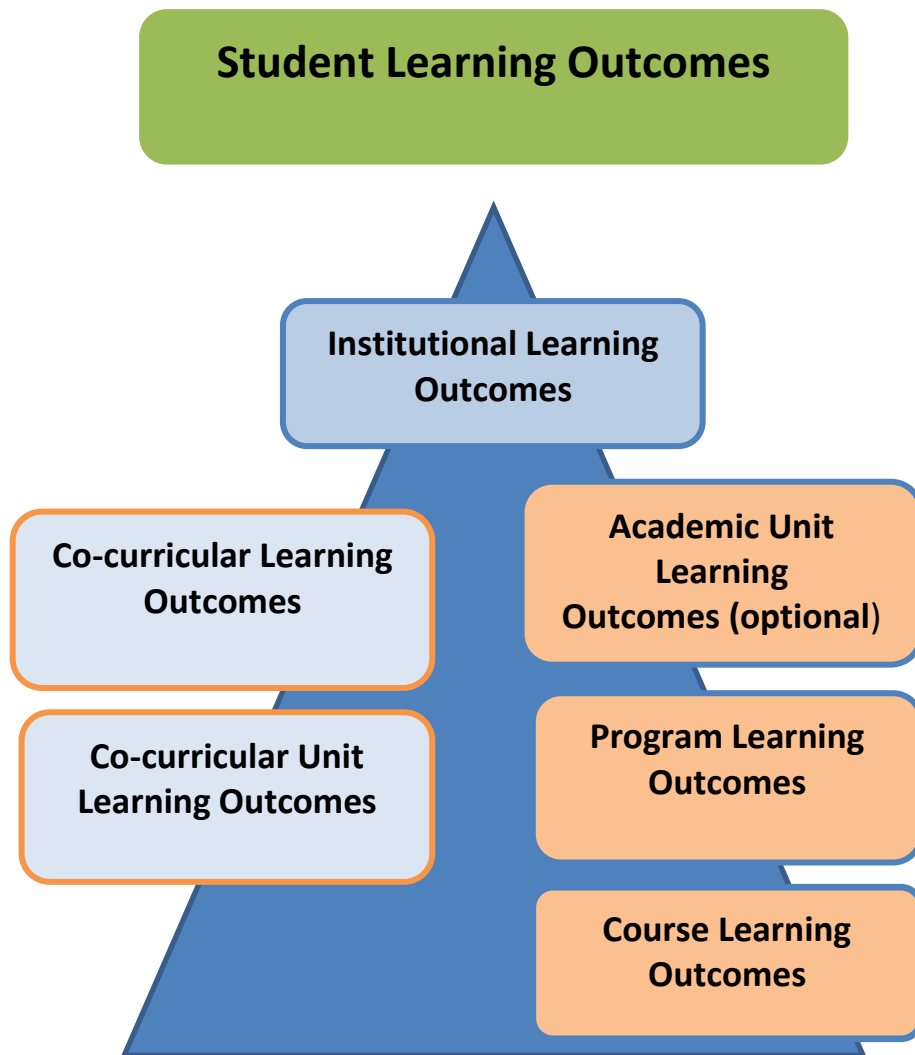 Student Learning Outcomes
Institutional Learning
Outcomes
Co-curricular Learning
Outcomes
Co-curricular Unit
Learning Outcomes
Academic Unit
Learning
Outcomes (optional)
Program Learning
Outcomes
Course Learning
Outcomes